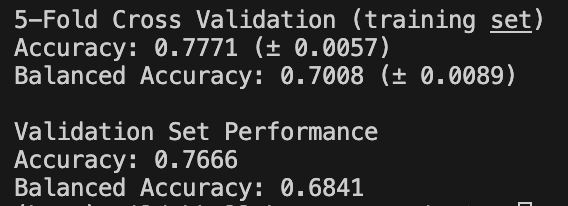 5-Fold Cross Validation (training set)
Accuracy: 0.7771 (± 0.0057)
Balanced Accuracy: 0.7008 (± 0.0089)
Validation Set Performance
Accuracy: 0.7666
Balanced Accuracy: 0.6841